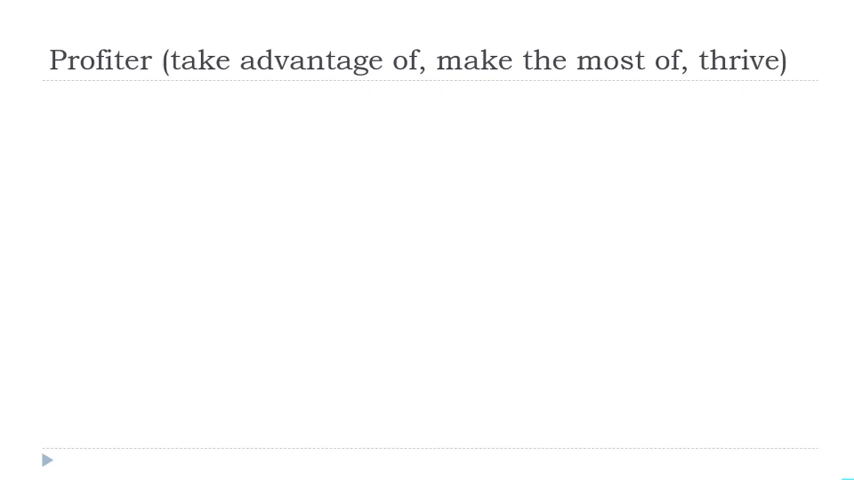 Profiter (take advantage of, make the most of, thrive)